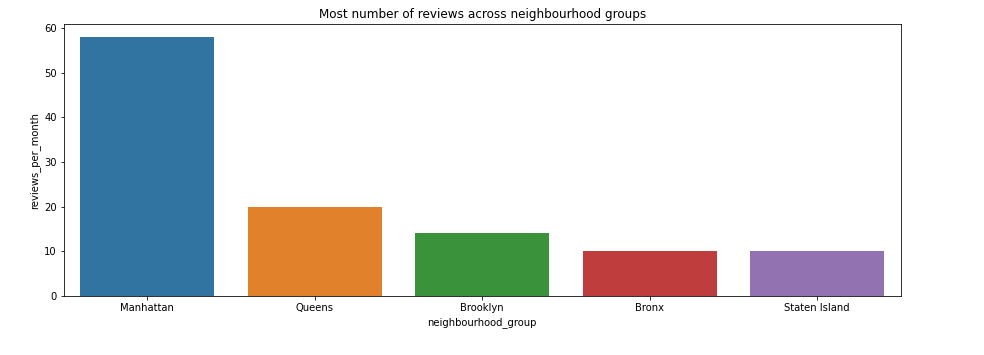 Most number of reviews across neighbourhood groups
60
50
40
30
20
10
0
reviews_per_month
Manhattan Queens Brooklyn Bronx Staten Island
neighbourhood_group